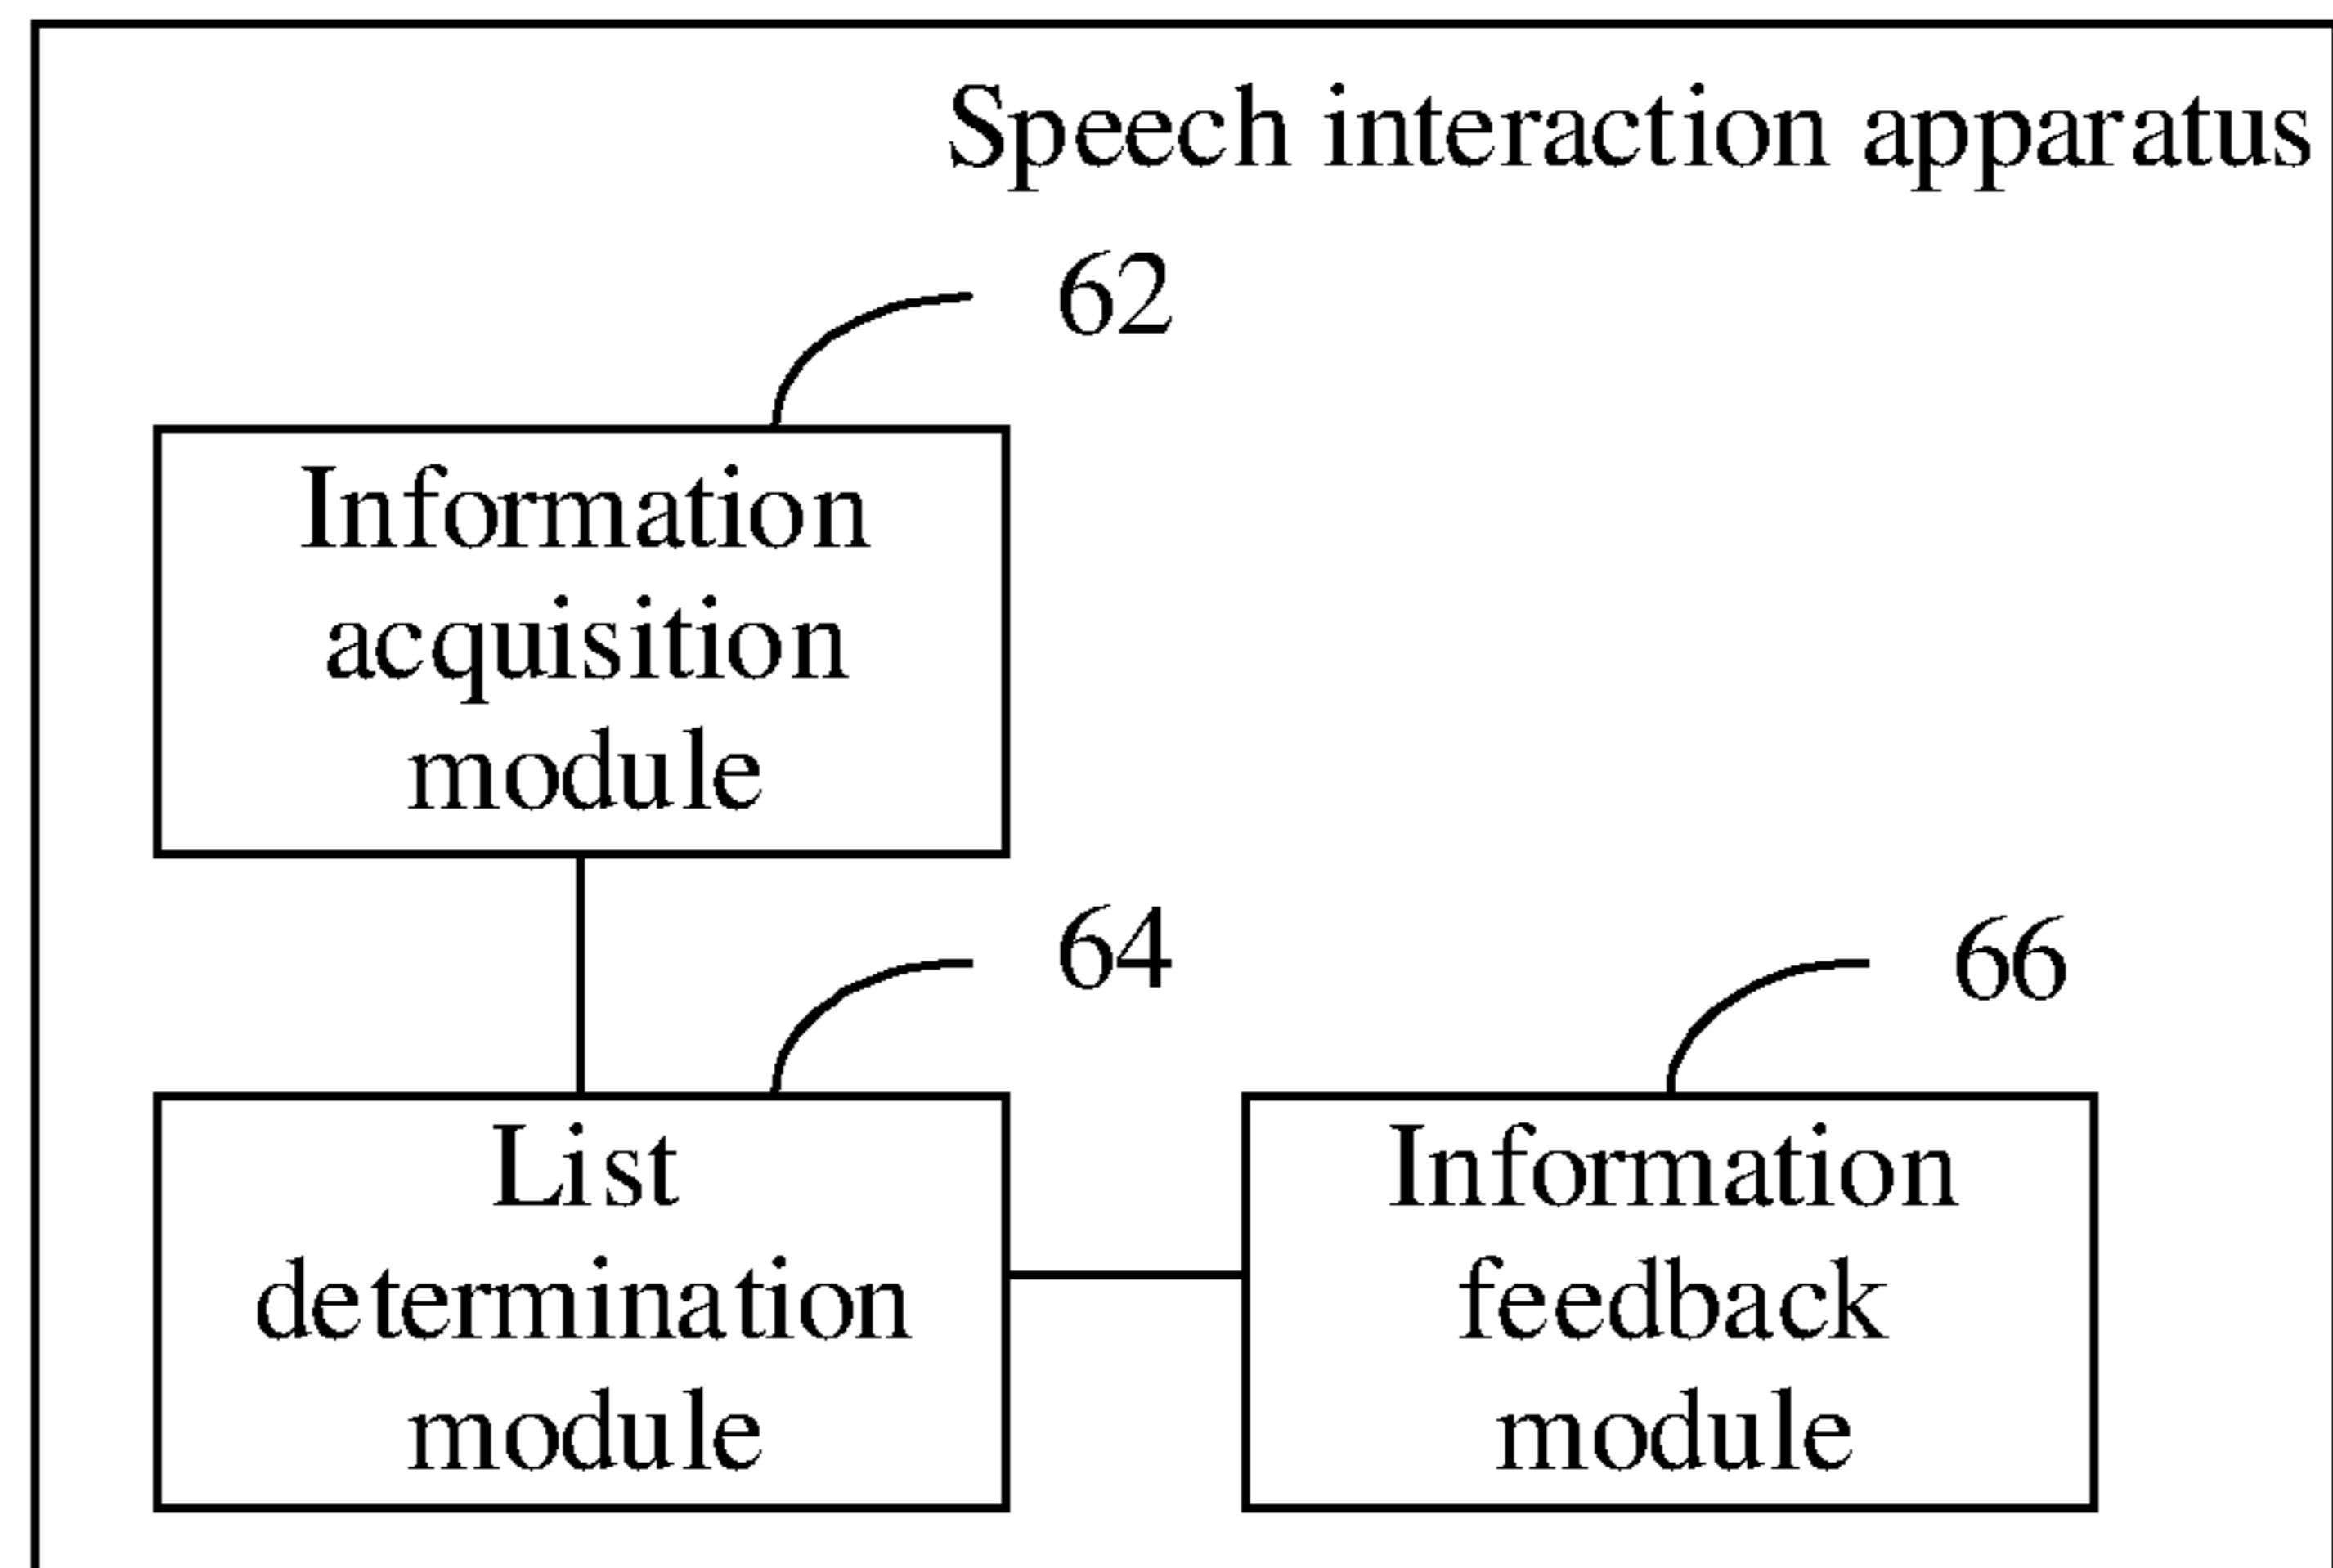 Speech interaction apparatus
62
Information
acquisition
module
64
66
List
determination
module
Information
feedback
module